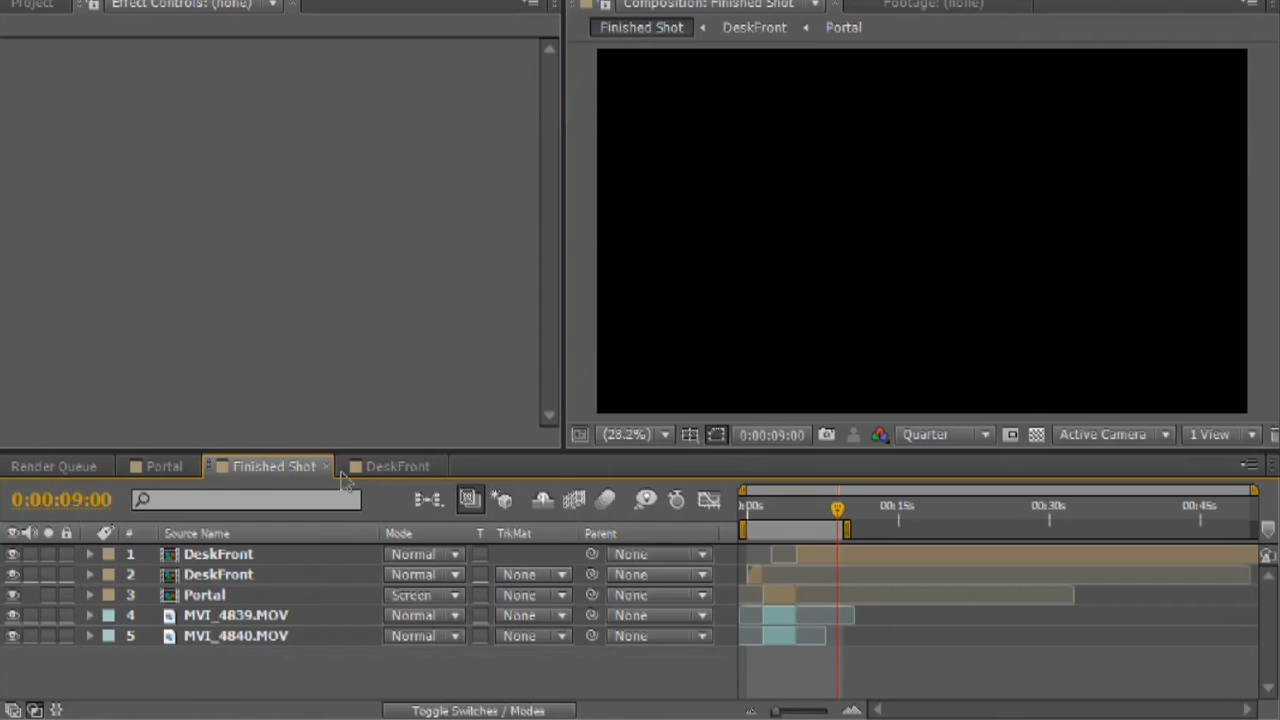 Project
Effect Controls: (none)
Composition: Finished Shot
Footage: (none)
Finished Shot
DeskFront
Portal
(28.2%)
0:00:09:00
Quarter
Active Camera
1 View
Render Queue
Portal
Finished Shot
DeskFront
0:00:09:00
:00s
00:15s
00:30s
00:45s
#
Source Name
Mode
T
TrkMat
Parent
1 DeskFront Normal None
2 DeskFront Normal None None
3 Portal Screen None None
4 MVI_4839.MOV Normal None None
5 MVI_4840.MOV Normal None None
Toggle Switches / Modes